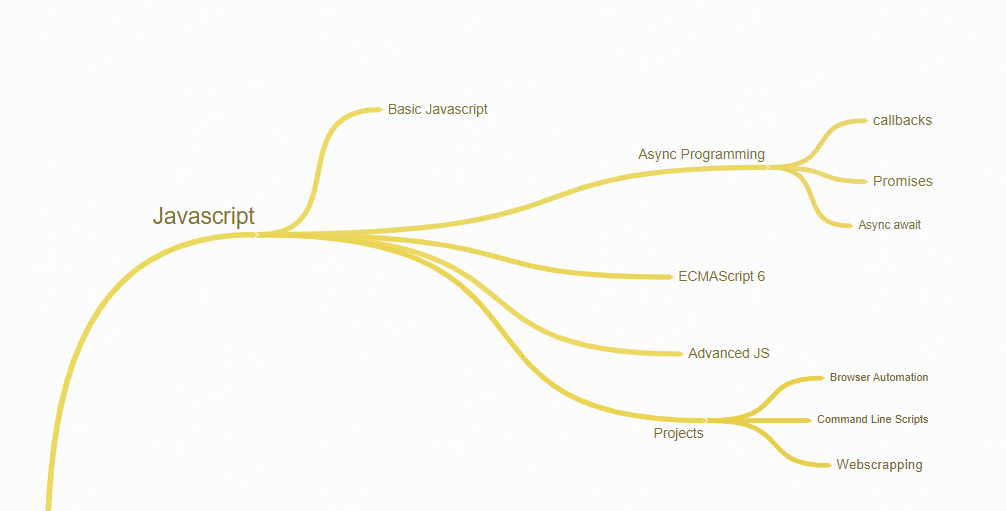 Javascript
Basic Javascript
Async Programming
callbacks
Promises
Async await
ECMAScript 6
Advanced JS
Projects
Browser Automation
Command Line Scripts
Webscrapping